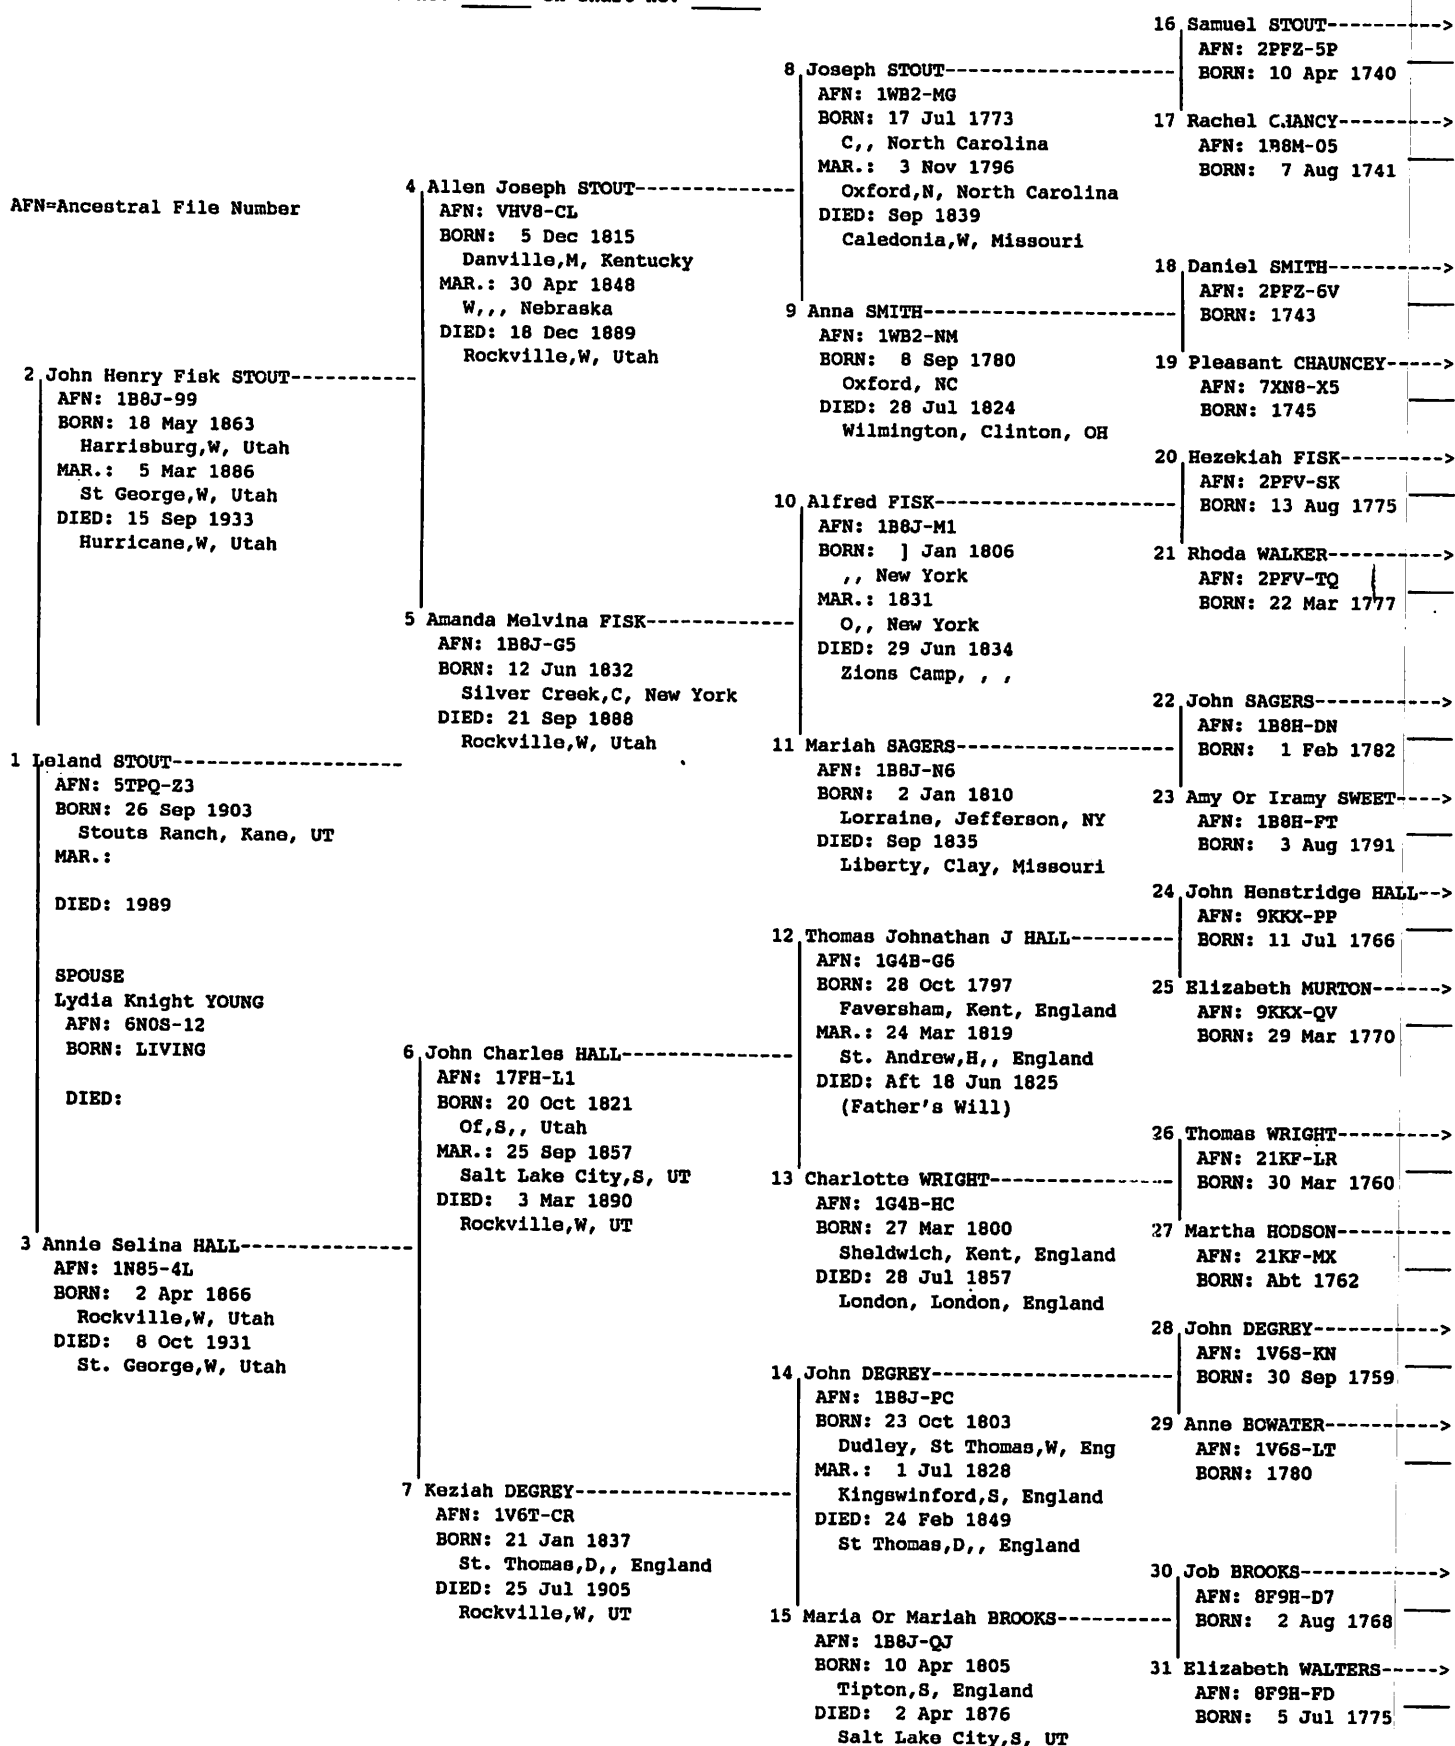 AFN=Ancestral File Number
1 Leland STOUT--------------------
AFN: 5TPQ-Z3
BORN: 26 Sep 1903
Stouts Ranch, Kane, UT
MAR.:
DIED: 1989
SPOUSE
Lydia Knight YOUNG
AFN: 6N0S-12
BORN: LIVING
DIED:
2 John Henry Fisk STOUT-----------
AFN: 1B8J-99
BORN: 18 May 1863
Harrisburg,W, Utah
MAR.: 5 Mar 1886
St George,W, Utah
DIED: 15 Sep 1933
Hurricane,W, Utah
3 Annie Selina HALL---------------
AFN: 1N85-4L
BORN: 2 Apr 1866
Rockville,W, Utah
DIED: 8 Oct 1931
St. George,W, Utah
4 Allen Joseph STOUT--------------
AFN: VHV8-CL
BORN: 5 Dec 1815
Danville,M, Kentucky
MAR.: 30 Apr 1848
W,,, Nebraska
DIED: 18 Dec 1889
Rockville,W, Utah
5 Amanda Melvina FISK-------------
AFN: 1B8J-G5
BORN: 12 Jun 1832
Silver Creek,C, New York
DIED: 21 Sep 1888
Rockville,W, Utah
6 John Charles HALL---------------
AFN: 17FH-L1
BORN: 20 Oct 1821
Of,S,, Utah
MAR.: 25 Sep 1857
Salt Lake City,S, UT
DIED: 3 Mar 1890
Rockville,W, UT
7 Keziah DEGREY-------------------
AFN: 1V6T-CR
BORN: 21 Jan 1837
St. Thomas,D,, England
DIED: 25 Jul 1905
Rockville,W, UT
8 Joseph STOUT--------------------
AFN: 1WB2-MG
BORN: 17 Jul 1773
C,, North Carolina
MAR.: 3 Nov 1796
Oxford,N, North Carolina
DIED: Sep 1839
Caledonia,W, Missouri
9 Anna SMITH----------------------
AFN: 1WB2-NM
BORN: 8 Sep 1780
Oxford, NC
DIED: 28 Jul 1824
Wilmington, Clinton, OH
10 Alfred FISK---------------------
AFN: 1B8J-M1
BORN: ] Jan 1806
,, New York
MAR.: 1831
O,, New York
DIED: 29 Jun 1834
Zions Camp, , ,
11 Mariah SAGERS-------------------
AFN: 1B8J-N6
BORN: 2 Jan 1810
Lorraine, Jefferson, NY
DIED: Sep 1835
Liberty, Clay, Missouri
12 Thomas Johnathan J HALL---------
AFN: 1G4B-G6
BORN: 28 Oct 1797
Faversham, Kent, England
MAR.: 24 Mar 1819
St. Andrew,H,, England
DIED: Aft 18 Jun 1825
(Father's Will)
13 Charlotte WRIGHT----------------
AFN: 1G4B-HC
BORN: 27 Mar 1800
Sheldwich, Kent, England
DIED: 28 Jul 1857
London, London, England
14 John DEGREY---------------------
AFN: 1B8J-PC
BORN: 23 Oct 1803
Dudley, St Thomas,W, Eng
MAR.: 1 Jul 1828
Kingswinford,S, England
DIED: 24 Feb 1849
St Thomas,D,, England
15 Maria Or Mariah BROOKS----------
AFN: 1B8J-QJ
BORN: 10 Apr 1805
Tipton,S, England
DIED: 2 Apr 1876
Salt Lake City,S, UT
16 Samuel STOUT---------->
AFN: 2PFZ-5P
BORN: 10 Apr 1740
17 Rachel CHANCY--------->
AFN: 1B8M-05
BORN: 7 Aug 1741
18 Daniel SMITH---------->
AFN: 2PFZ-6V
BORN: 1743
19 Pleasant CHAUNCEY----->
AFN: 7XN8-X5
BORN: 1745
20 Hezekiah FISK--------->
AFN: 2PFV-SK
BORN: 13 Aug 1775
21 Rhoda WALKER---------->
AFN: 2PFV-TQ
BORN: 22 Mar 1777
22 John SAGERS----------->
AFN: 1B8H-DN
BORN: 1 Feb 1782
23 Amy Or Iramy SWEET---->
AFN: 1B8H-FT
BORN: 3 Aug 1791
24 John Henstridge HALL-->
AFN: 9KKX-PP
BORN: 11 Jul 1766
25 Elizabeth MURTON------>
AFN: 9KKX-QV
BORN: 29 Mar 1770
26 Thomas WRIGHT--------->
AFN: 21KF-LR
BORN: 30 Mar 1760
27 Martha HODSON----------
AFN: 21KF-MX
BORN: Abt 1762
28 John DEGREY----------->
AFN: 1V6S-KN
BORN: 30 Sep 1759
29 Anne BOWATER---------->
AFN: 1V6S-LT
BORN: 1780
30 Job BROOKS------------>
AFN: 8F9H-D7
BORN: 2 Aug 1768
31 Elizabeth WALTERS----->
AFN: 8F9H-FD
BORN: 5 Jul 1775